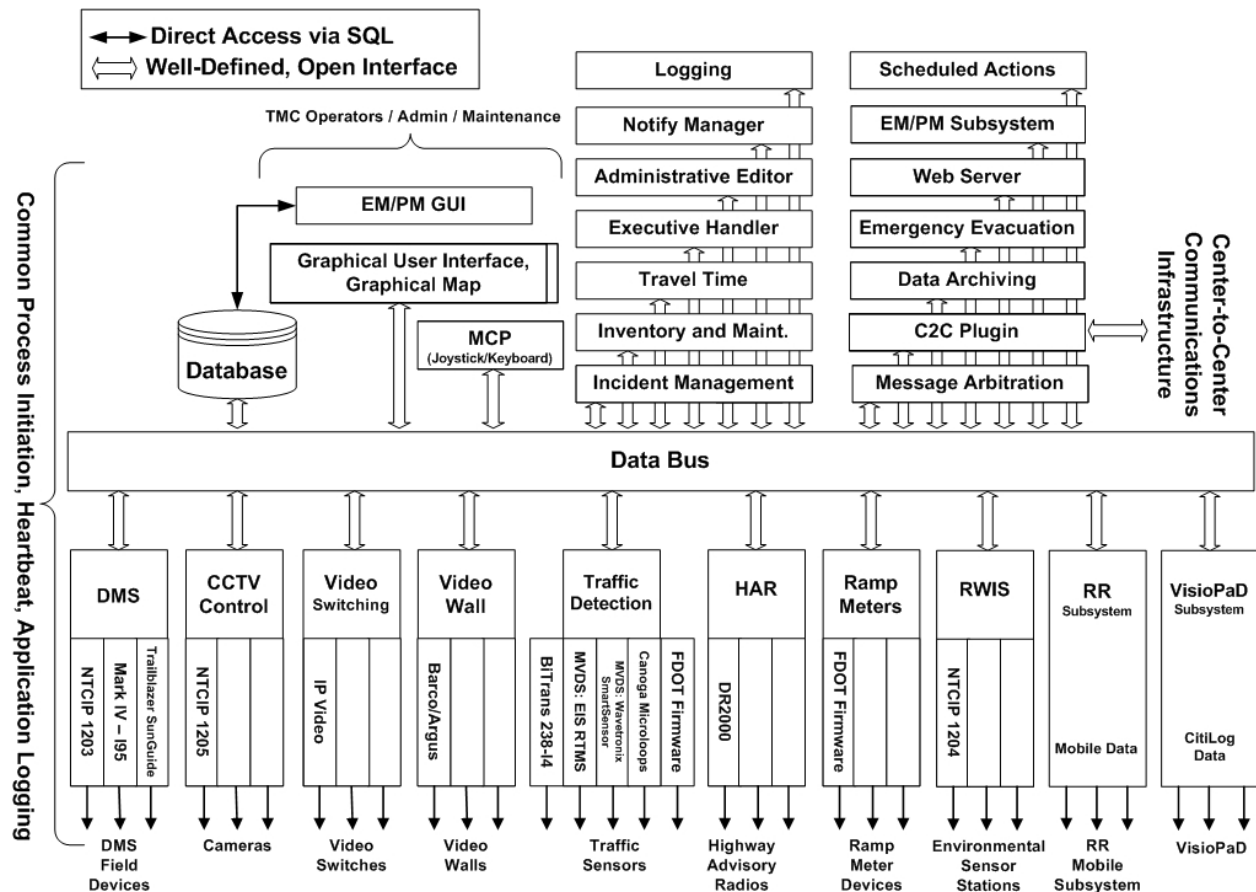 Direct Access via SQL
Well-Defined, Open Interface
TMC Operators / Admin / Maintenance
EM/PM GUI
Graphical User Interface,
Graphical Map
MCP
(Joystick/Keyboard)
Database
Logging
Notify Manager
Administrative Editor
Executive Handler
Travel Time
Inventory and Maint.
Incident Management
Scheduled Actions
EM/PM Subsystem
Web Server
Emergency Evacuation
Data Archiving
C2C Plugin
Message Arbitration
Center-to-Center
Communications
Infrastructure
Common Process Initiation, Heartbeat, Application Logging
Data Bus
DMS
NTCIP 1203
Mark IV – I95
Trailblazer SunGuide
DMS
Field
Devices
CCTV
Control
NTCIP 1205
Cameras
Video
Switching
IP Video
Video
Switches
Video
Wall
Barco/Argus
Video
Walls
Traffic
Detection
BiTrans 238-I4
MVDS: EIS RTMS
MVDS: Wavetronix
SmartSensor
Canoga Microloops
FDOT Firmware
Traffic
Sensors
HAR
DR2000
Highway
Advisory
Radios
Ramp
Meters
FDOT Firmware
Ramp
Meter
Devices
RWIS
NTCIP 1204
Environmental
Sensor
Stations
RR
Subsystem
Mobile Data
RR
Mobile
Subsystem
VisioPaD
Subsystem
CitiLog
Data
VisioPaD